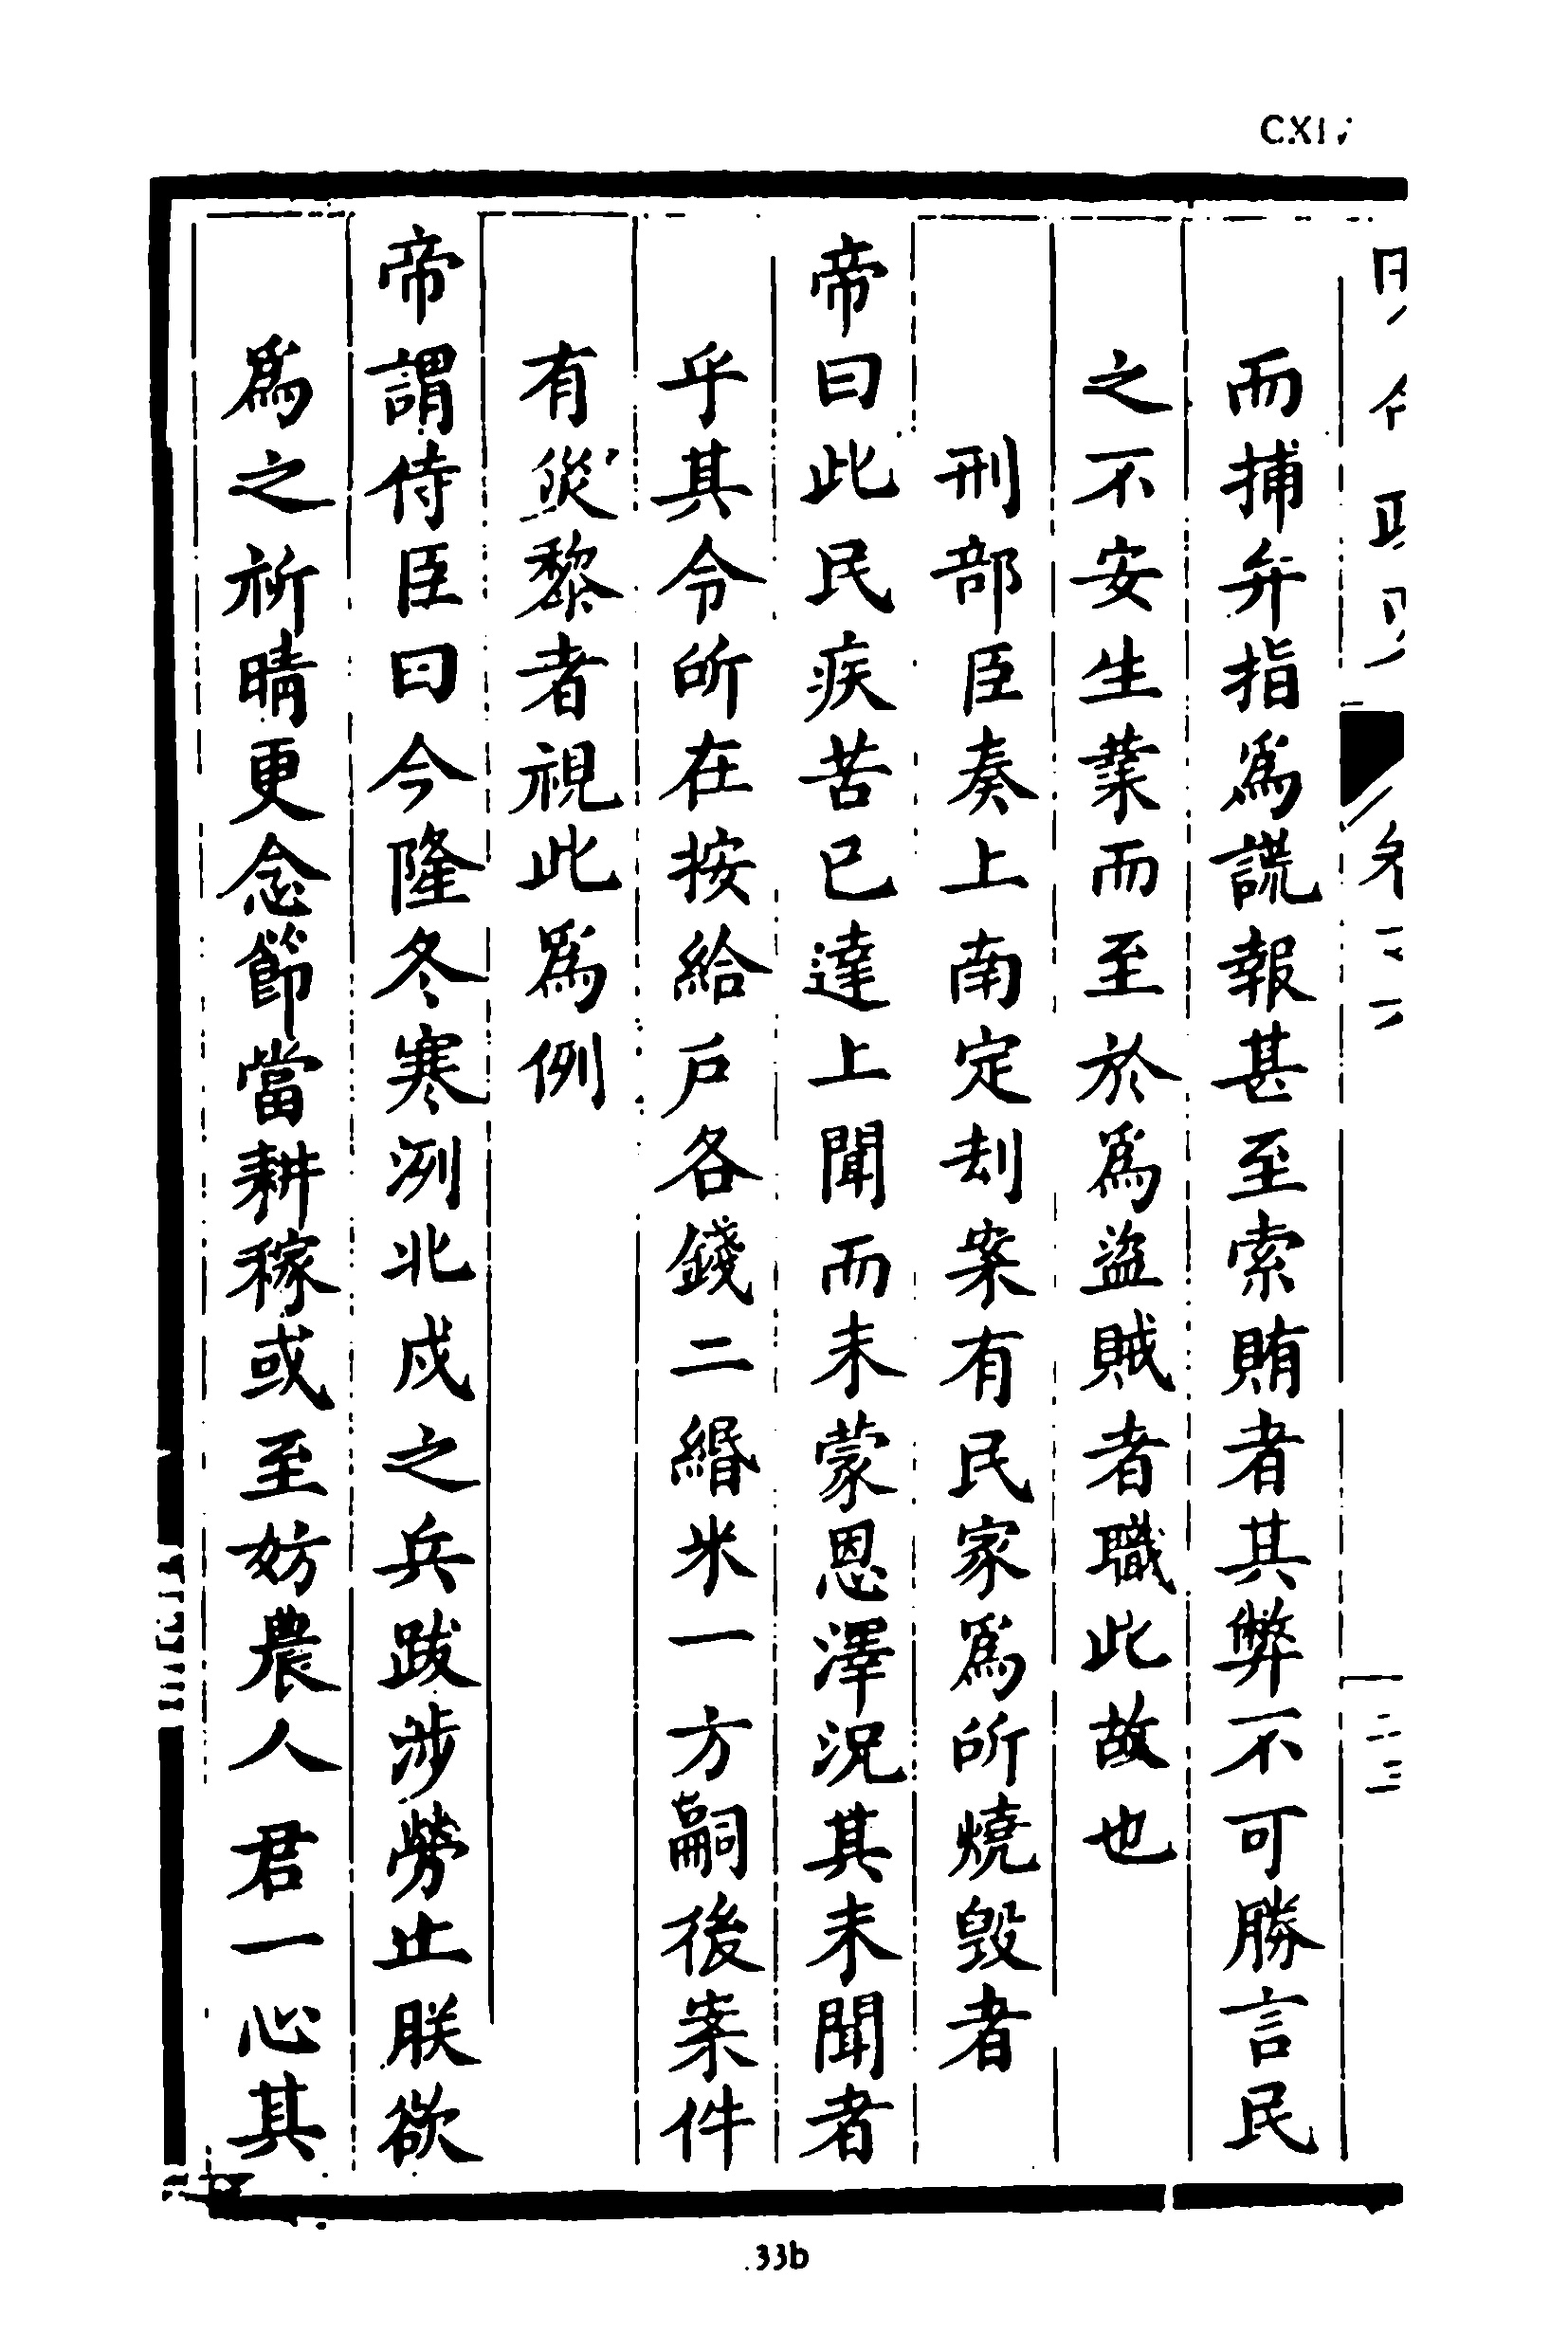 而捕弁指爲謊報甚至索賄者其弊不可勝言民
之不安生業而至於爲盜賊者職此故也
刑部臣奏上南定刦案有民家爲所燒毀者
帝曰此民疾苦已達上聞而未蒙恩澤況其未聞者
乎其令所在按給戶各錢二緡米一方嗣後案件
有災黎者視此爲例
帝謂侍臣曰今隆冬寒冽北戍之兵跋涉勞止朕欲
爲之祈晴更念節當耕稼或至妨農人君一心其
33b